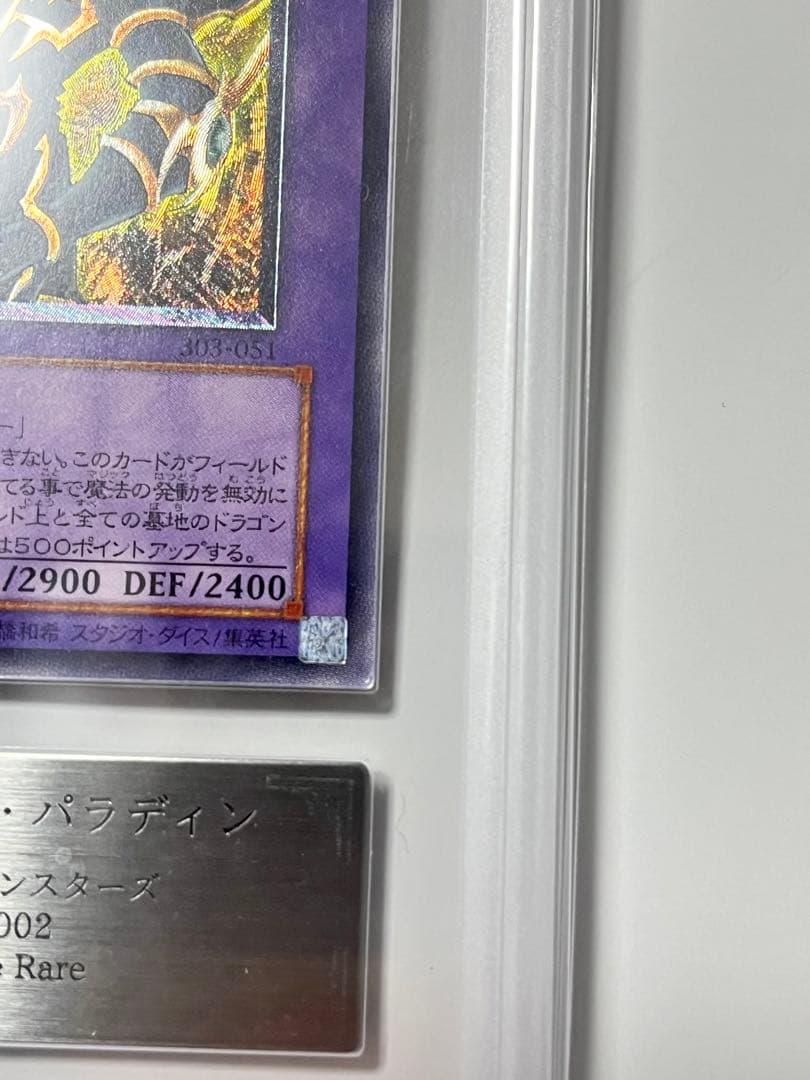 303-051
ー」
ぎない。このカードがフィールド
てる事で魔法の発動を無効に
ルド上と全ての墓地のドラゴン
は500ポイントアップする。
/2900 DEF/2400
橋和希 スタジオ・ダイス/集英社
・パラディン
ンスターズ
002
e Rare